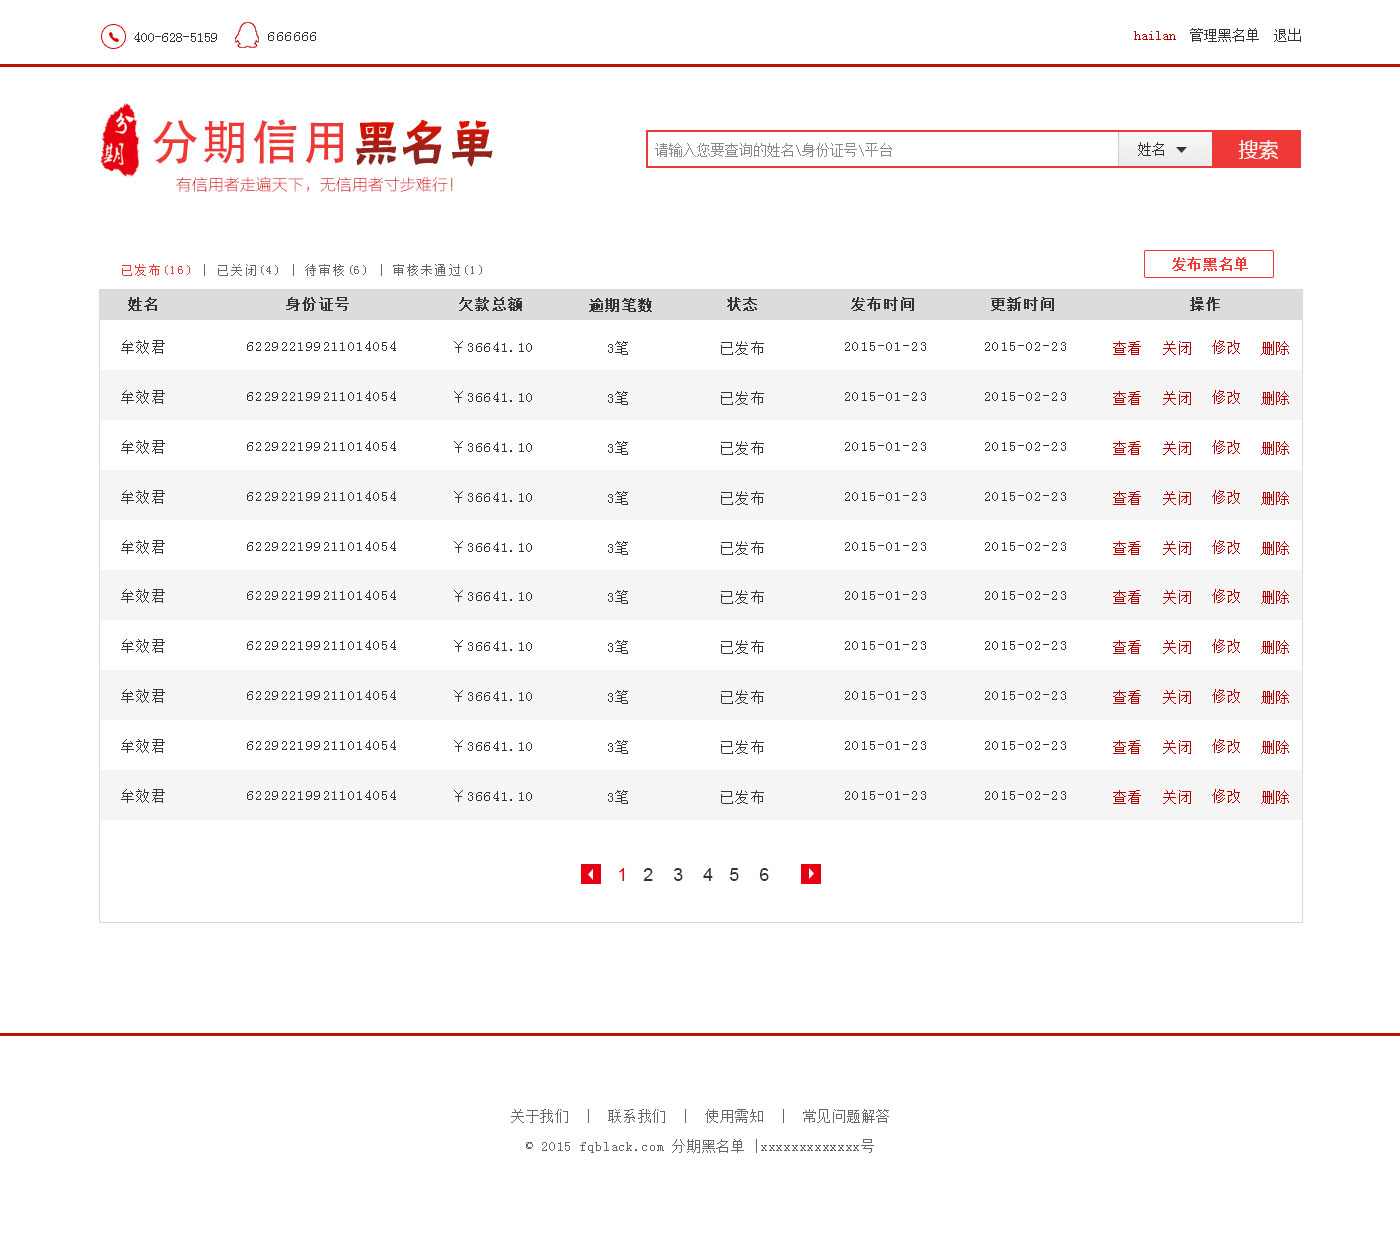 400-628-5159 666666 hailan 管理黑名单 退出
分期 分期信用黑名单
有信用者走遍天下，无信用者寸步难行！
请输入您要查询的姓名\身份证号\平台 姓名 搜索
已发布(16) | 已关闭(4) | 待审核(6) | 审核未通过(1) 发布黑名单
姓名 身份证号 欠款总额 逾期笔数 状态 发布时间 更新时间 操作
牟效君 622922199211014054 ￥36641.10 3笔 已发布 2015-01-23 2015-02-23 查看 关闭 修改 删除
牟效君 622922199211014054 ￥36641.10 3笔 已发布 2015-01-23 2015-02-23 查看 关闭 修改 删除
牟效君 622922199211014054 ￥36641.10 3笔 已发布 2015-01-23 2015-02-23 查看 关闭 修改 删除
牟效君 622922199211014054 ￥36641.10 3笔 已发布 2015-01-23 2015-02-23 查看 关闭 修改 删除
牟效君 622922199211014054 ￥36641.10 3笔 已发布 2015-01-23 2015-02-23 查看 关闭 修改 删除
牟效君 622922199211014054 ￥36641.10 3笔 已发布 2015-01-23 2015-02-23 查看 关闭 修改 删除
牟效君 622922199211014054 ￥36641.10 3笔 已发布 2015-01-23 2015-02-23 查看 关闭 修改 删除
牟效君 622922199211014054 ￥36641.10 3笔 已发布 2015-01-23 2015-02-23 查看 关闭 修改 删除
牟效君 622922199211014054 ￥36641.10 3笔 已发布 2015-01-23 2015-02-23 查看 关闭 修改 删除
牟效君 622922199211014054 ￥36641.10 3笔 已发布 2015-01-23 2015-02-23 查看 关闭 修改 删除
1 2 3 4 5 6
关于我们 | 联系我们 | 使用需知 | 常见问题解答
© 2015 fqblack.com 分期黑名单 |xxxxxxxxxxxxx号